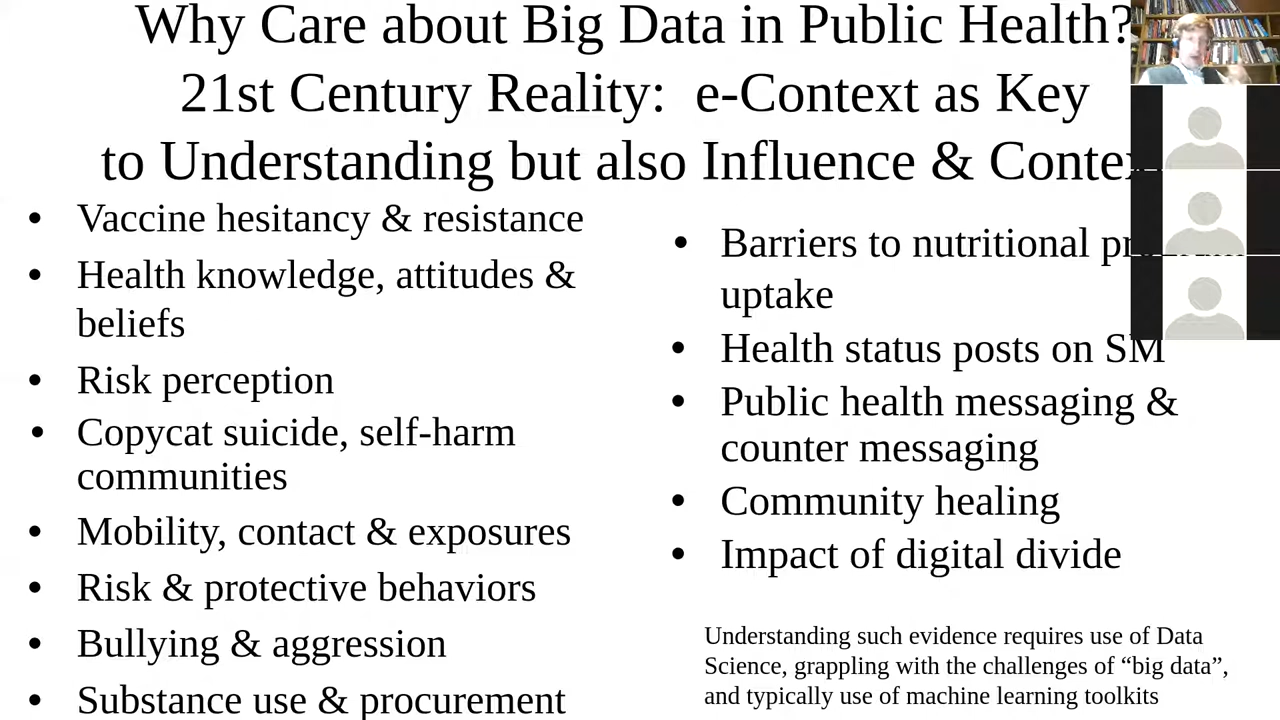 Why Care about Big Data in Public Health?
21st Century Reality: e-Context as Key
to Understanding but also Influence &
• Vaccine hesitancy & resistance
• Health knowledge, attitudes &
beliefs
• Risk perception
• Copycat suicide, self-harm
communities
• Mobility, contact & exposures
• Risk & protective behaviors
• Bullying & aggression
• Substance use & procurement
• Barriers to nutritional
uptake
• Health status posts on SM
• Public health messaging &
counter messaging
• Community healing
• Impact of digital divide
Understanding such evidence requires use of Data
Science, grappling with the challenges of “big data”,
and typically use of machine learning toolkits